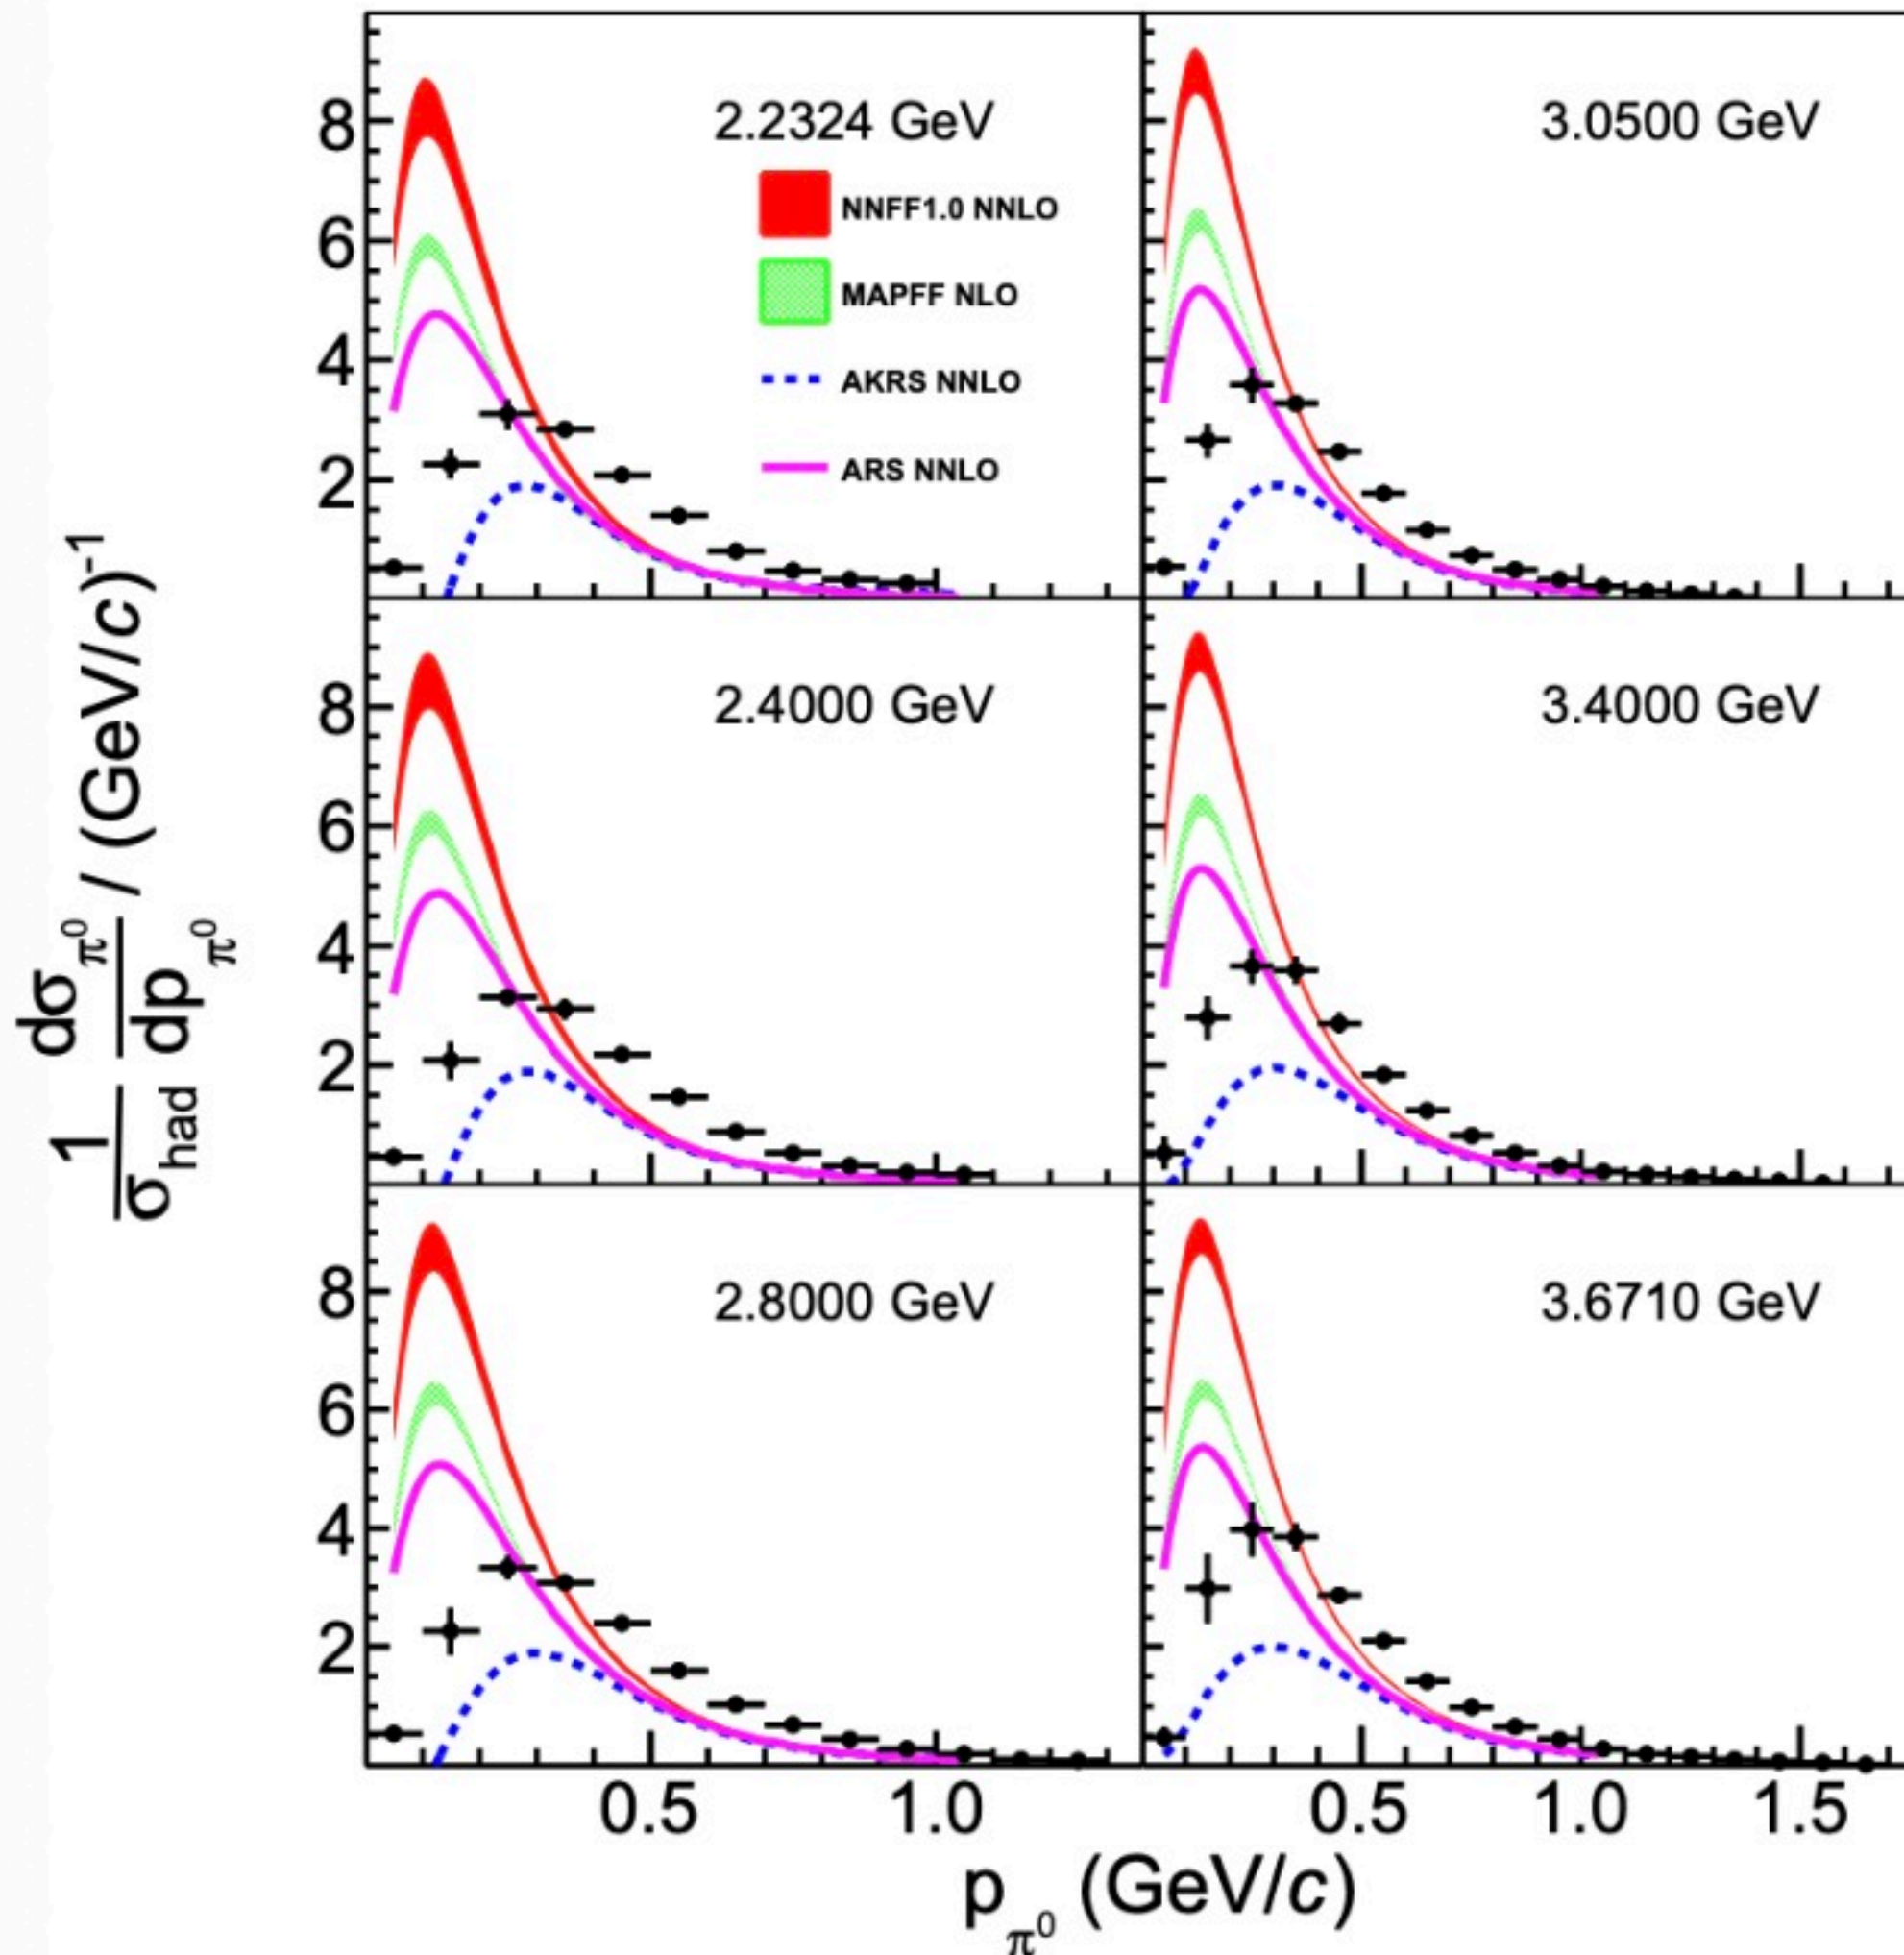 1/σ_had dσ_π⁰/dp_π⁰ / (GeV/c)⁻¹
2.2324 GeV
NNFF1.0 NNLO
MAPFF NLO
AKRS NNLO
ARS NNLO
8
6
4
2
3.0500 GeV
2.4000 GeV
8
6
4
2
3.4000 GeV
2.8000 GeV
8
6
4
2
3.6710 GeV
0.5 1.0
0.5 1.0 1.5
p_π⁰ (GeV/c)